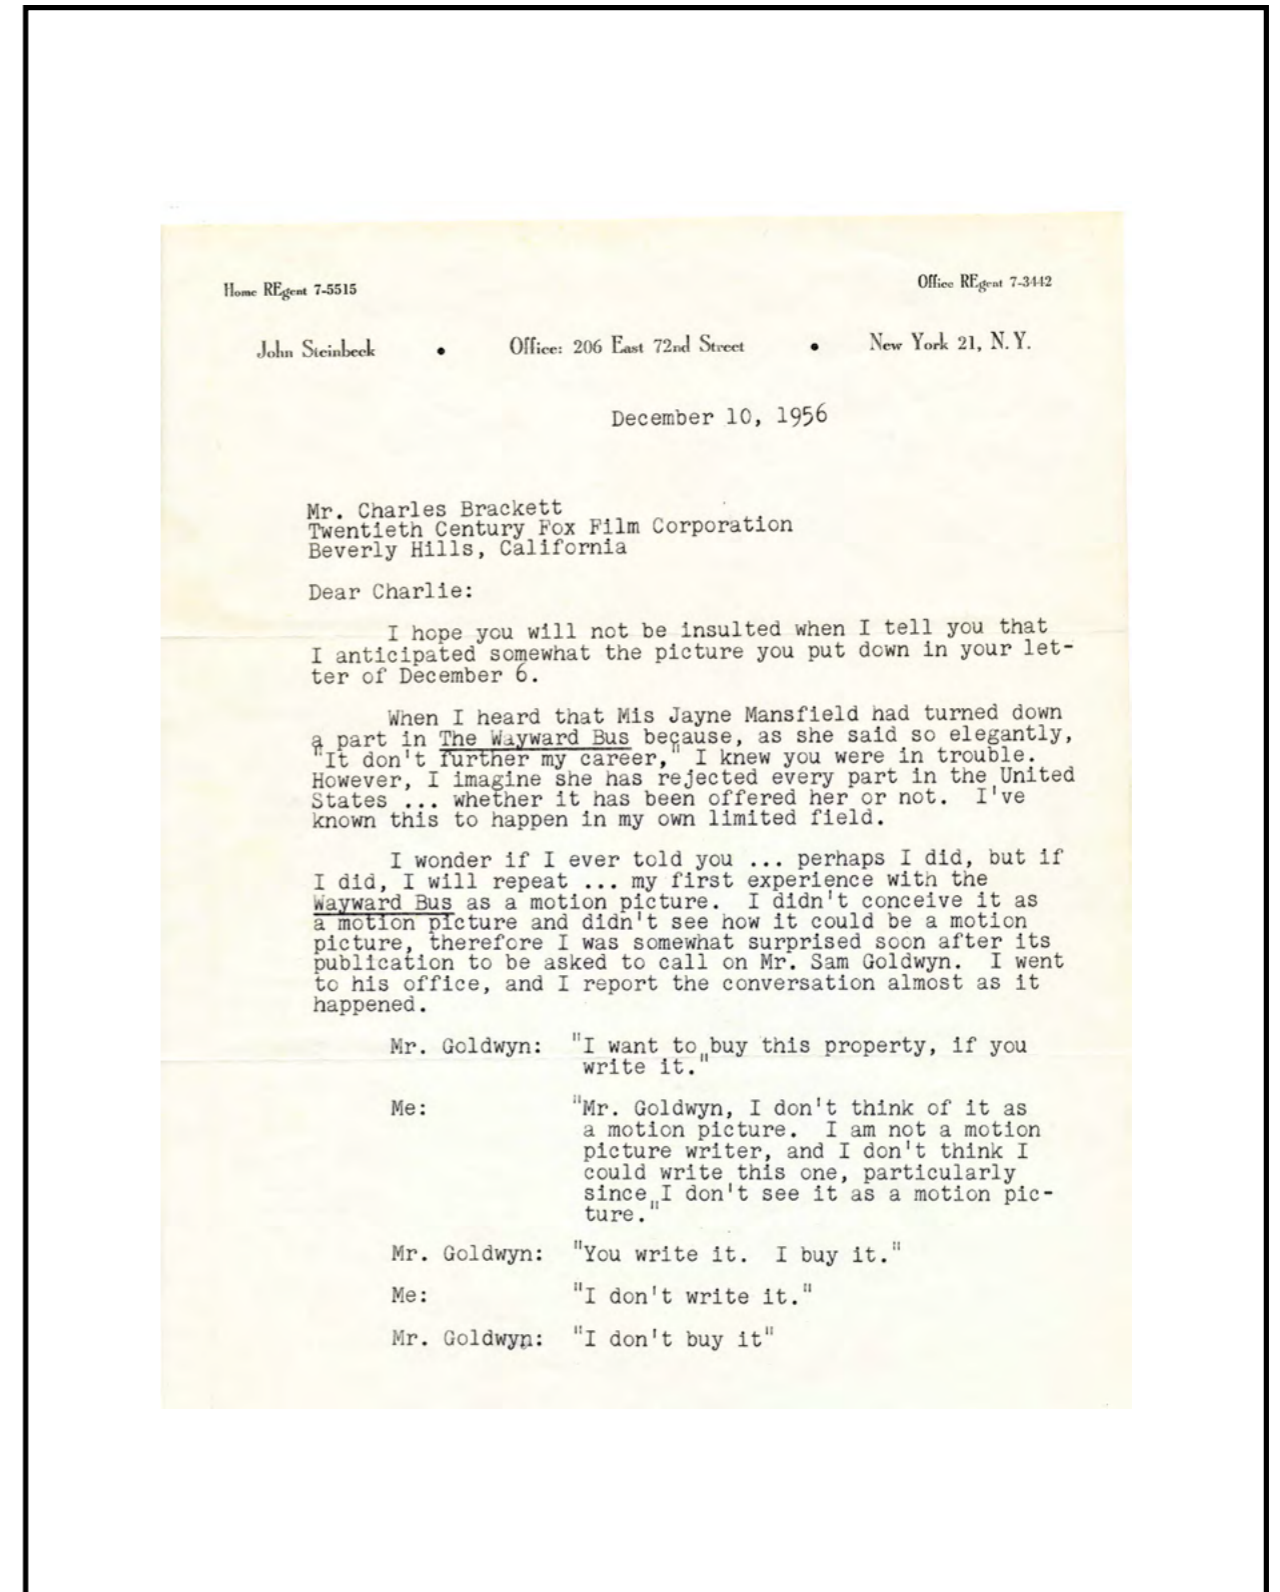 Home REgent 7-5515
Office REgent 7-3442
John Steinbeck • Office: 206 East 72nd Street • New York 21, N.Y.
December 10, 1956
Mr. Charles Brackett
Twentieth Century Fox Film Corporation
Beverly Hills, California
Dear Charlie:
I hope you will not be insulted when I tell you that
I anticipated somewhat the picture you put down in your let-
ter of December 6.
When I heard that Mis Jayne Mansfield had turned down
a part in The Wayward Bus because, as she said so elegantly,
"It don't further my career," I knew you were in trouble.
However, I imagine she has rejected every part in the United
States ... whether it has been offered her or not. I've
known this to happen in my own limited field.
I wonder if I ever told you ... perhaps I did, but if
I did, I will repeat ... my first experience with the
Wayward Bus as a motion picture. I didn't conceive it as
a motion picture and didn't see how it could be a motion
picture, therefore I was somewhat surprised soon after its
publication to be asked to call on Mr. Sam Goldwyn. I went
to his office, and I report the conversation almost as it
happened.
Mr. Goldwyn: "I want to buy this property, if you
write it."
Me: "Mr. Goldwyn, I don't think of it as
a motion picture. I am not a motion
picture writer, and I don't think I
could write this one, particularly
since I don't see it as a motion pic-
ture."
Mr. Goldwyn: "You write it. I buy it."
Me: "I don't write it."
Mr. Goldwyn: "I don't buy it"